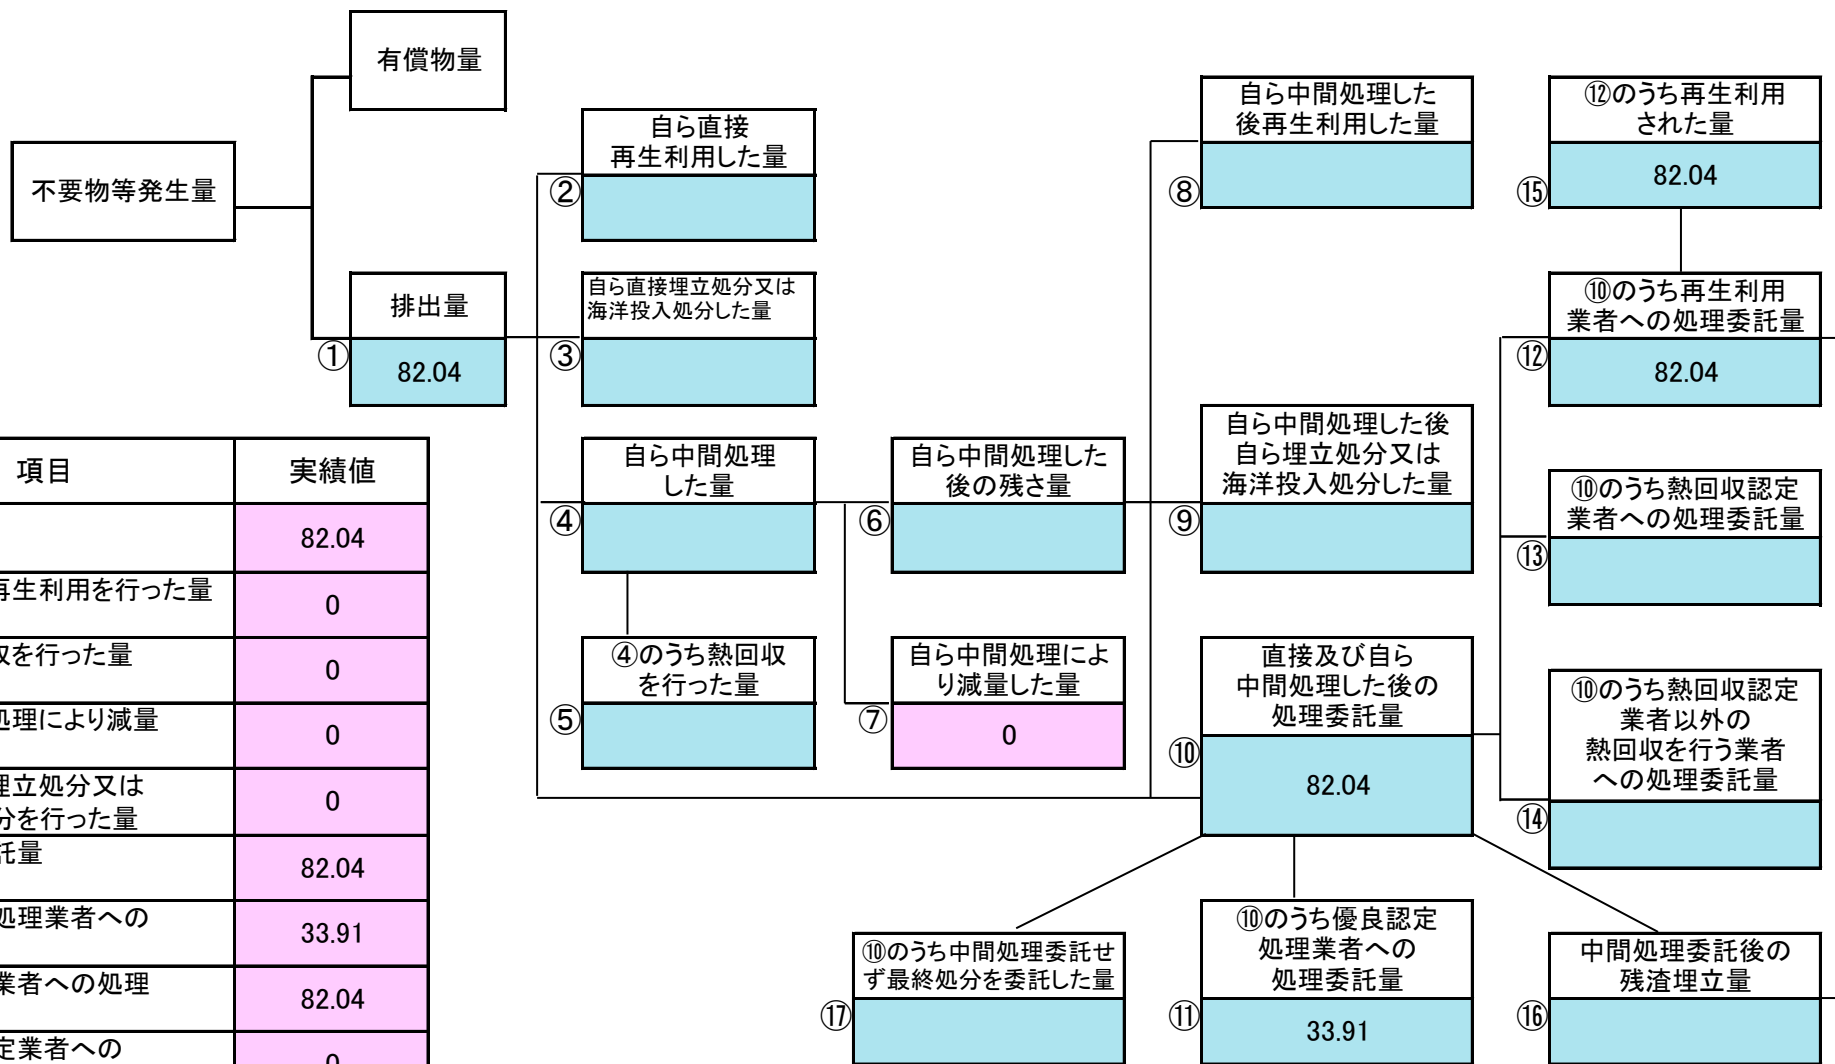 有償物量
不要物等発生量
排出量
①
82.04
自ら直接
再生利用した量
②
自ら直接埋立処分又は
海洋投入処分した量
③
自ら中間処理
した量
④
④のうち熱回収
を行った量
⑤
自ら中間処理した
後の残さ量
⑥
自ら中間処理によ
り減量した量
⑦
0
自ら中間処理した
後再生利用した量
⑧
自ら中間処理した後
自ら埋立処分又は
海洋投入処分した量
⑨
直接及び自ら
中間処理した後の
処理委託量
⑩
82.04
⑫のうち再生利用
された量
⑮
82.04
⑩のうち再生利用
業者への処理委託量
⑫
82.04
⑩のうち熱回収認定
業者への処理委託量
⑬
⑩のうち熱回収認定
業者以外の
熱回収を行う業者
への処理委託量
⑭
⑩のうち中間処理委託せ
ず最終処分を委託した量
⑰
⑩のうち優良認定
処理業者への
処理委託量
⑪
33.91
中間処理委託後の
残渣埋立量
⑯
項目 実績値
82.04
再生利用を行った量
0
収を行った量
0
処理により減量
0
埋立処分又は
分を行った量
0
託量
82.04
処理業者への
33.91
業者への処理
82.04
定業者への
0